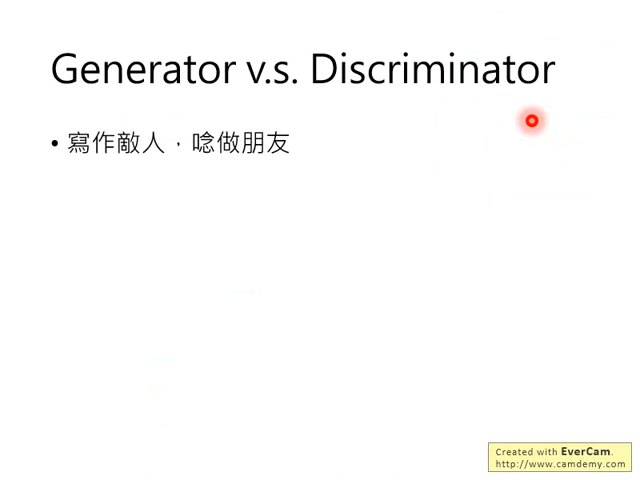 Generator v.s. Discriminator
• 寫作敵人，唸做朋友
Created with EverCam.
http://www.camdemy.com